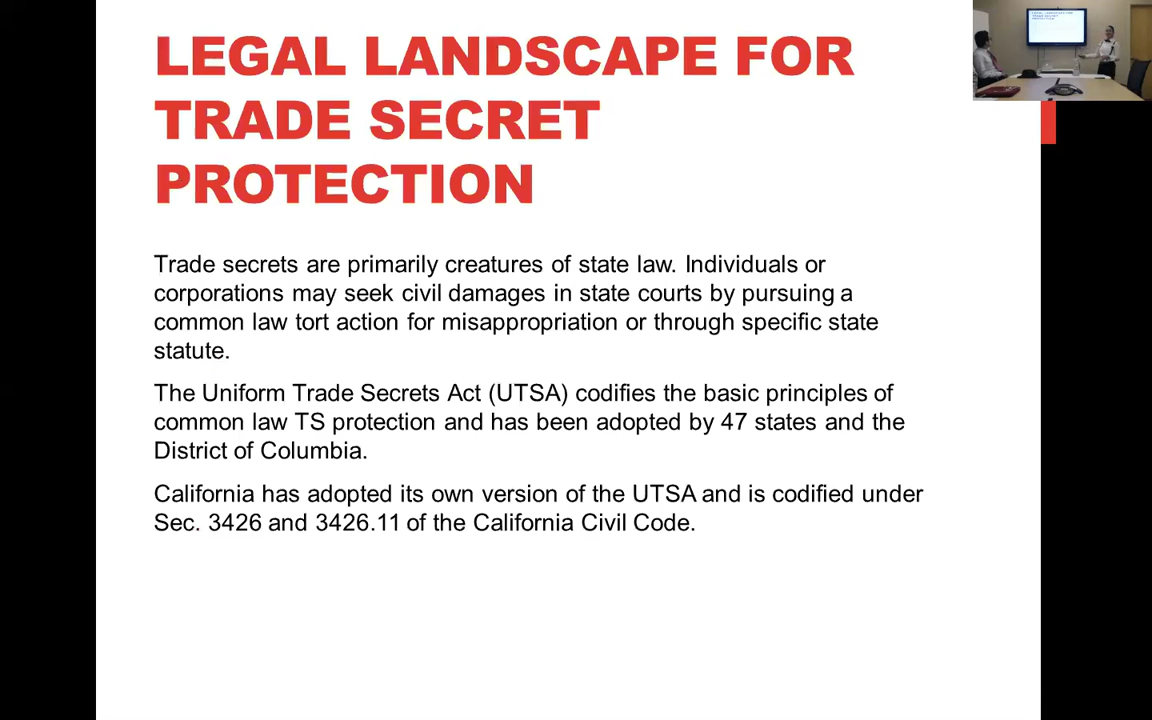 LEGAL LANDSCAPE FOR
TRADE SECRET
PROTECTION
Trade secrets are primarily creatures of state law. Individuals or
corporations may seek civil damages in state courts by pursuing a
common law tort action for misappropriation or through specific state
statute.
The Uniform Trade Secrets Act (UTSA) codifies the basic principles of
common law TS protection and has been adopted by 47 states and the
District of Columbia.
California has adopted its own version of the UTSA and is codified under
Sec. 3426 and 3426.11 of the California Civil Code.